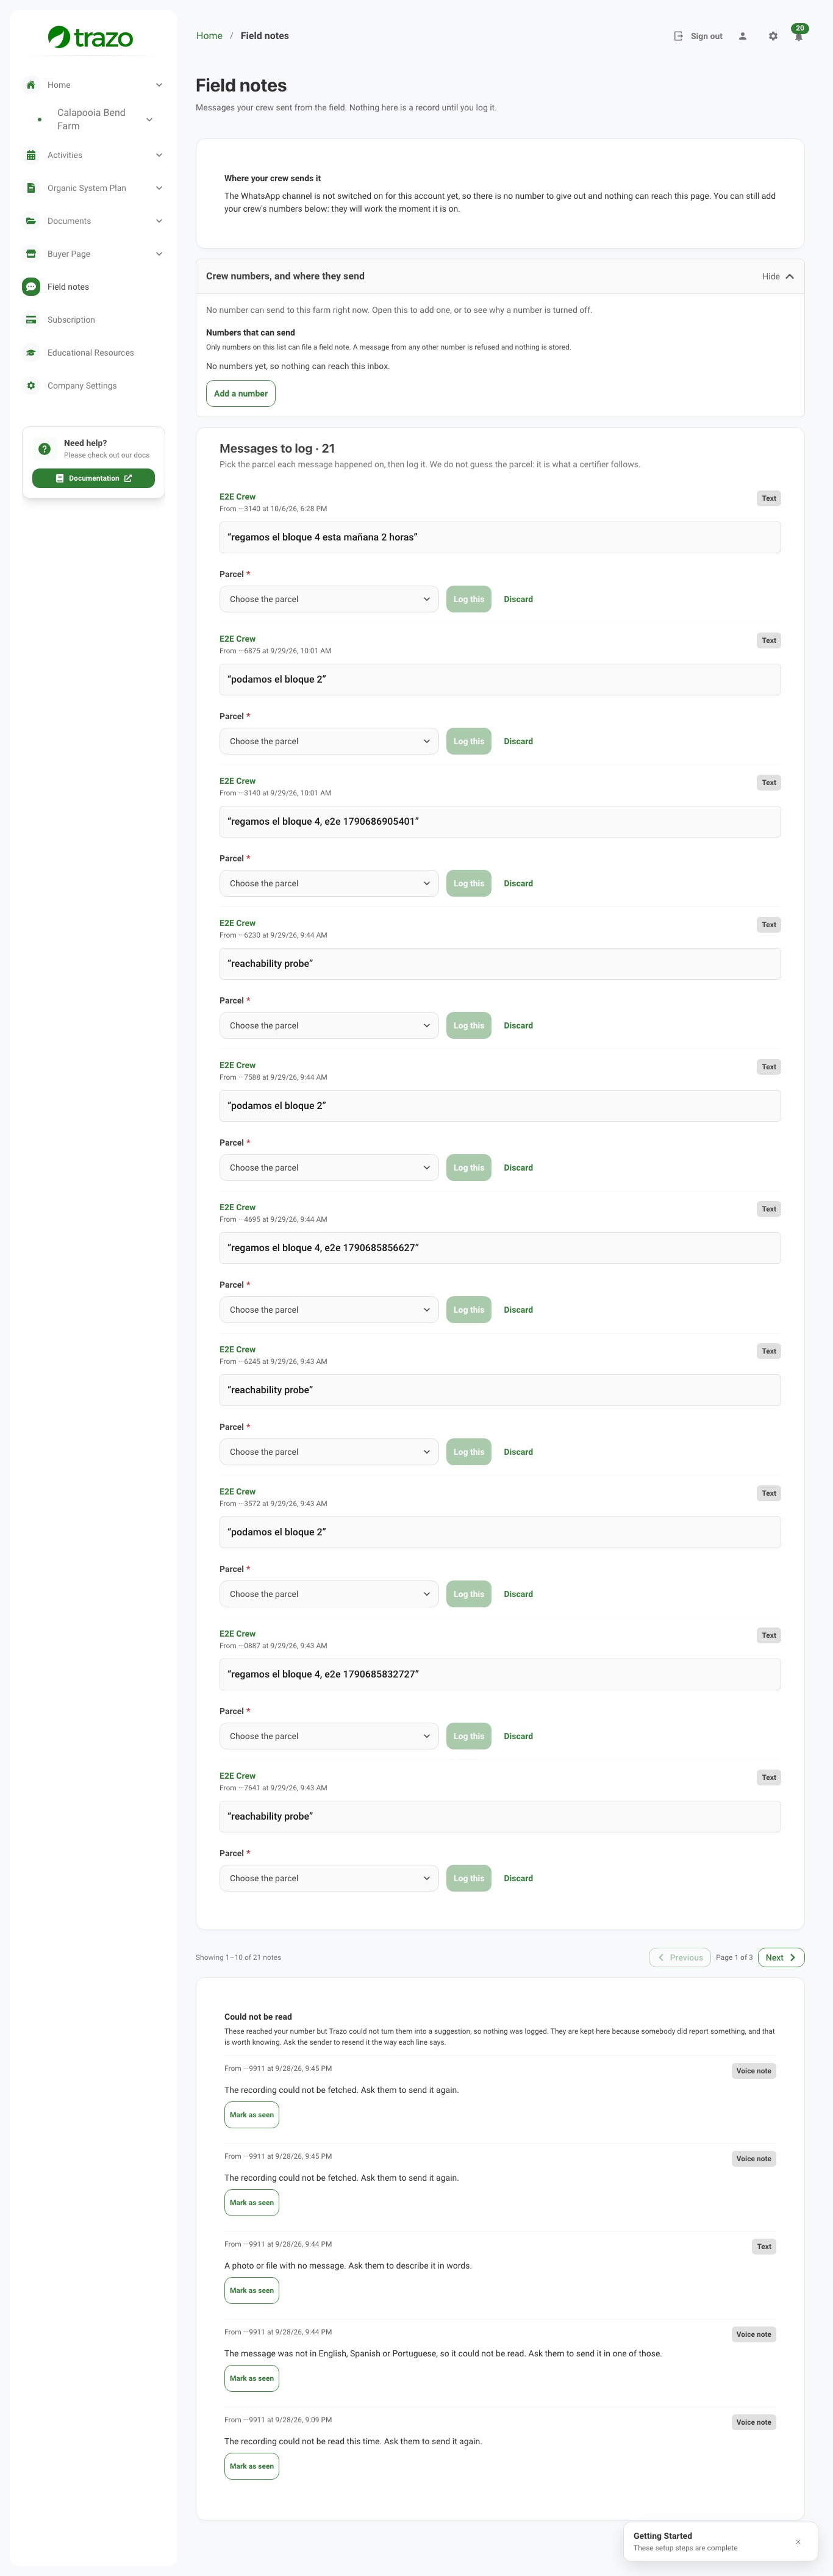 trazo
Home
Calapooia Bend
Farm
Activities
Organic System Plan
Documents
Buyer Page
Field notes
Subscription
Educational Resources
Company Settings
Need help?
Please check our docs
Documentation
Home / Field notes
Sign out
20
Field notes
Messages your crew sent from the field. Nothing here is a record until you log it.
Where your crew sends it
The WhatsApp channel is not switched on for this account yet, so there is no number to give out and nothing can reach this page. You can still add
your crew's numbers below: they will work the moment it is on.
Crew numbers, and where they send
Hide
No number can send to this farm right now. Open this to add one, or to see why a number is turned off.
Numbers that can send
Only numbers on this list can file a field note. A message from any other number is refused and nothing is stored.
No numbers yet, so nothing can reach this inbox.
Add a number
Messages to log · 21
Pick the parcel each message happened on, then log it. We do not guess the parcel: it is what a certifier follows.
E2E Crew
Text
From ···3140 at 10/6/26, 6:28 PM
“regamos el bloque 4 esta mañana 2 horas”
Parcel *
Choose the parcel
Log this
Discard
E2E Crew
Text
From ···6875 at 9/29/26, 10:01 AM
“podamos el bloque 2”
Parcel *
Choose the parcel
Log this
Discard
E2E Crew
Text
From ···3140 at 9/29/26, 10:01 AM
“regamos el bloque 4, e2e 1790686905401”
Parcel *
Choose the parcel
Log this
Discard
E2E Crew
Text
From ···6230 at 9/29/26, 9:44 AM
“reachability probe”
Parcel *
Choose the parcel
Log this
Discard
E2E Crew
Text
From ···7588 at 9/29/26, 9:44 AM
“podamos el bloque 2”
Parcel *
Choose the parcel
Log this
Discard
E2E Crew
Text
From ···4695 at 9/29/26, 9:44 AM
“regamos el bloque 4, e2e 1790685856627”
Parcel *
Choose the parcel
Log this
Discard
E2E Crew
Text
From ···6245 at 9/29/26, 9:43 AM
“reachability probe”
Parcel *
Choose the parcel
Log this
Discard
E2E Crew
Text
From ···3572 at 9/29/26, 9:43 AM
“podamos el bloque 2”
Parcel *
Choose the parcel
Log this
Discard
E2E Crew
Text
From ···0887 at 9/29/26, 9:43 AM
“regamos el bloque 4, e2e 1790685832727”
Parcel *
Choose the parcel
Log this
Discard
E2E Crew
Text
From ···7641 at 9/29/26, 9:43 AM
“reachability probe”
Parcel *
Choose the parcel
Log this
Discard
Showing 1–10 of 21 notes
Previous
Page 1 of 3
Next
Could not be read
These reached your number but Trazo could not turn them into a suggestion, so nothing was logged. They are kept here because somebody did report something, and that
is worth knowing. Ask the sender to resend it the way each line says.
From ···9911 at 9/28/26, 9:45 PM
Voice note
The recording could not be fetched. Ask them to send it again.
Mark as seen
From ···9911 at 9/28/26, 9:45 PM
Voice note
The recording could not be fetched. Ask them to send it again.
Mark as seen
From ···9911 at 9/28/26, 9:44 PM
Text
A photo or file with no message. Ask them to describe it in words.
Mark as seen
From ···9911 at 9/28/26, 9:44 PM
Voice note
The message was not in English, Spanish or Portuguese, so it could not be read. Ask them to send it in one of those.
Mark as seen
From ···9911 at 9/28/26, 9:09 PM
Voice note
The recording could not be read this time. Ask them to send it again.
Mark as seen
Getting Started
These setup steps are complete
×